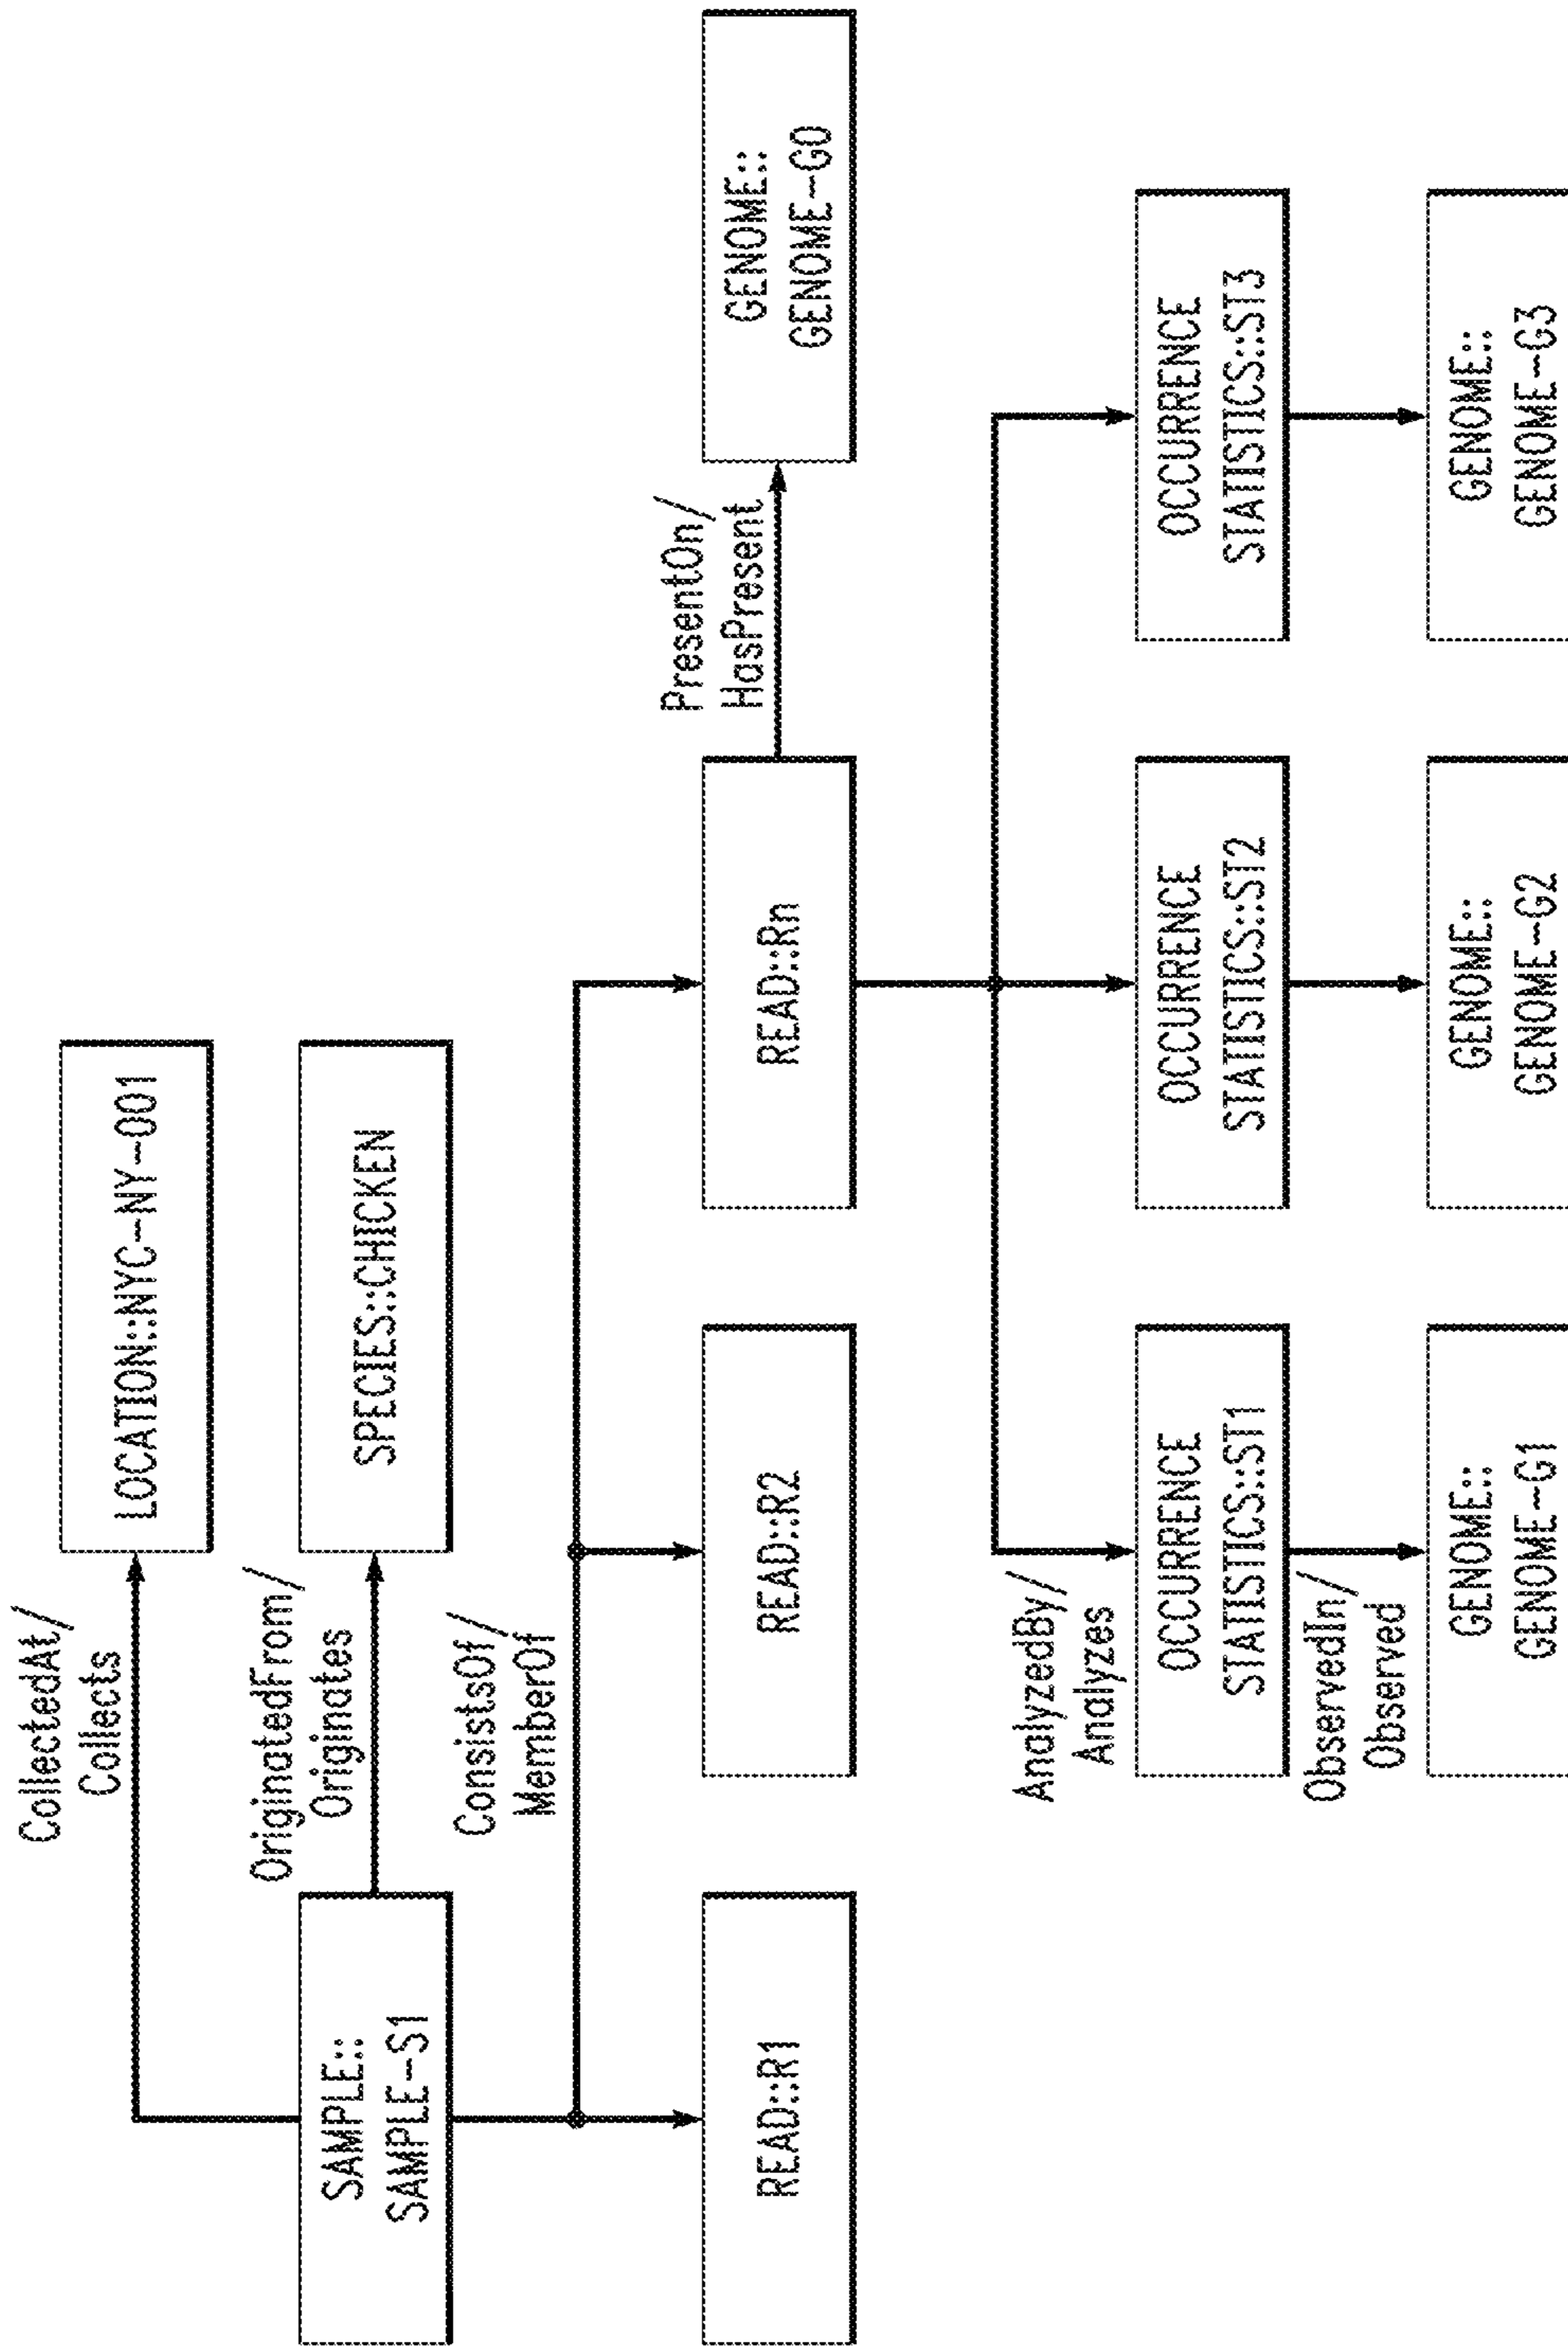 CollectedAt/
Collects
LOCATION::NYC-NY-001
OriginatedFrom/
Originates
SAMPLE::
SAMPLE-S1
SPECIES::CHICKEN
ConsistsOf/
MemberOf
READ::R1
READ::R2
READ::Rn
PresentOn/
HasPresent
GENOME::
GENOME-G0
AnalyzedBy/
Analyzes
OCCURRENCE
STATISTICS::ST1
OCCURRENCE
STATISTICS::ST2
OCCURRENCE
STATISTICS::ST3
ObservedIn/
Observed
GENOME::
GENOME-G1
GENOME::
GENOME-G2
GENOME::
GENOME-G3